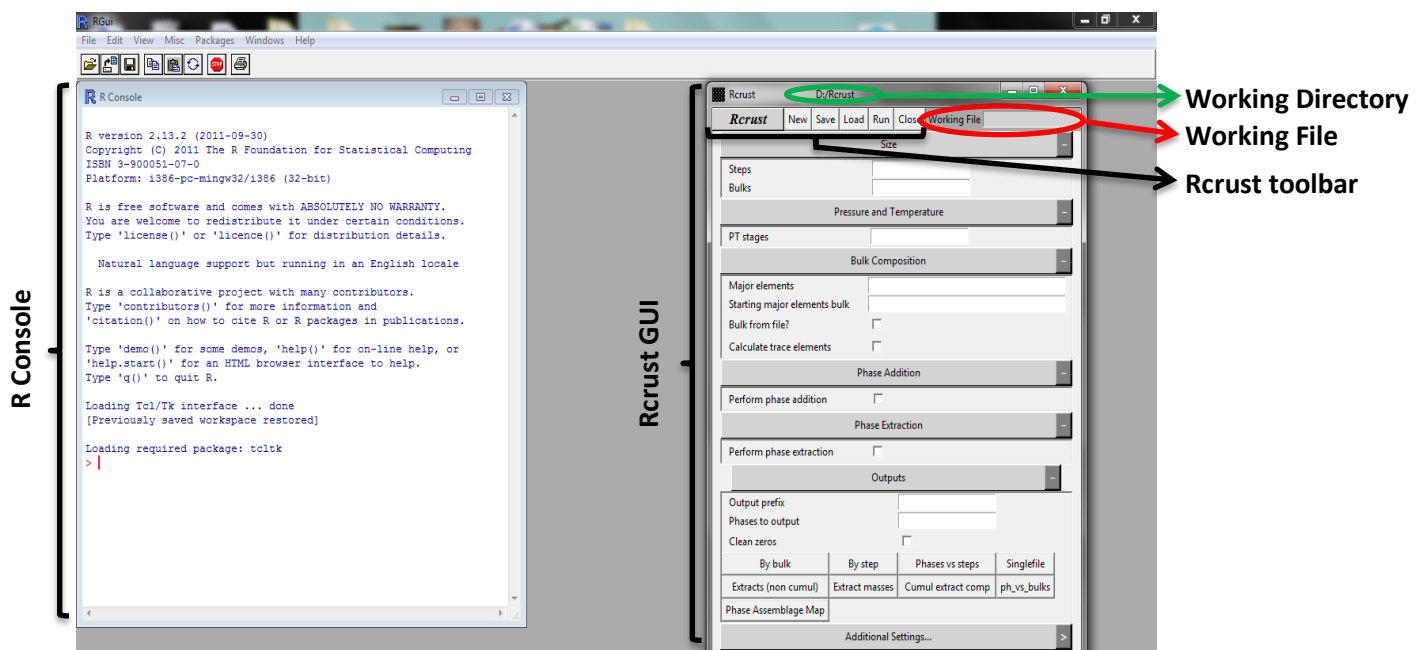 RGui
File Edit View Misc Packages Windows Help
STOP
R Console
R Console
R version 2.13.2 (2011-09-30)
Copyright (C) 2011 The R Foundation for Statistical Computing
ISBN 3-900051-07-0
Platform: i386-pc-mingw32/i386 (32-bit)
R is free software and comes with ABSOLUTELY NO WARRANTY.
You are welcome to redistribute it under certain conditions.
Type 'license()' or 'licence()' for distribution details.
Natural language support but running in an English locale
R is a collaborative project with many contributors.
Type 'contributors()' for more information and
'citation()' on how to cite R or R packages in publications.
Type 'demo()' for some demos, 'help()' for on-line help, or
'help.start()' for an HTML browser interface to help.
Type 'q()' to quit R.
Loading Tcl/Tk interface ... done
[Previously saved workspace restored]
Loading required package: tcltk
>
Rcrust GUI
Rcrust D:/Rcrust
Rcrust New Save Load Run Close Working File
Size
Steps
Bulks
Pressure and Temperature
PT stages
Bulk Composition
Major elements
Starting major elements bulk
Bulk from file?
Calculate trace elements
Phase Addition
Perform phase addition
Phase Extraction
Perform phase extraction
Outputs
Output prefix
Phases to output
Clean zeros
By bulk By step Phases vs steps Singlefile
Extracts (non cumul) Extract masses Cumul extract comp ph_vs_bulks
Phase Assemblage Map
Additional Settings... >
Working Directory
Working File
Rcrust toolbar